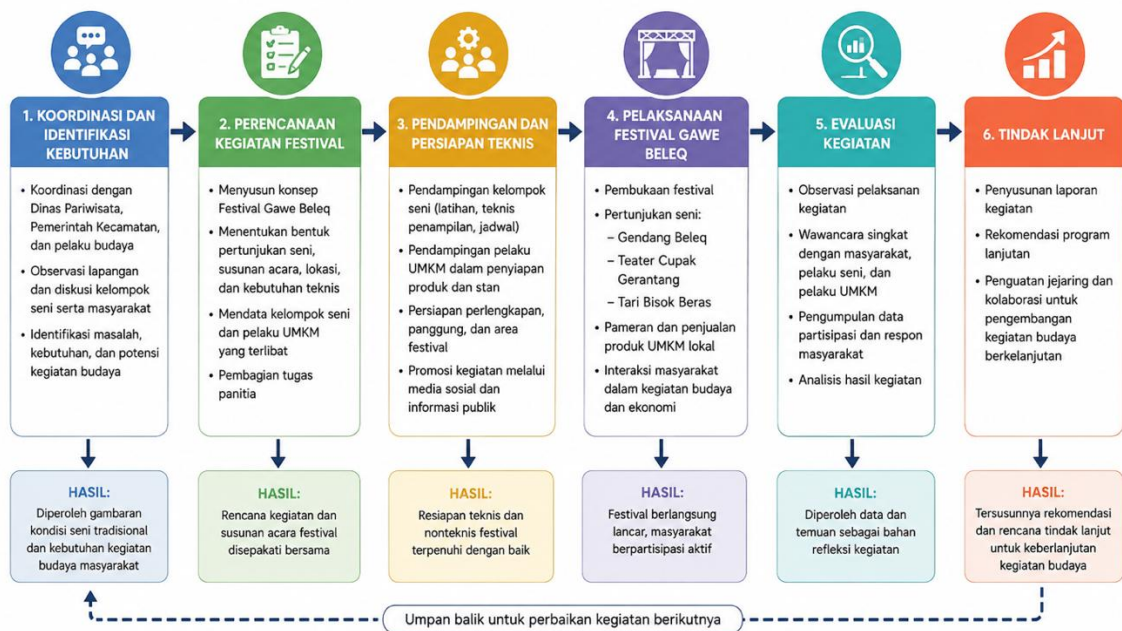 1. KOORDINASI DAN
IDENTIFIKASI
KEBUTUHAN
• Koordinasi dengan
Dinas Pariwisata,
Pemerintah Kecamatan,
dan pelaku budaya
• Observasi lapangan
dan diskusi kelompok
seni serta masyarakat
• Identifikasi masalah,
kebutuhan, dan potensi
kegiatan budaya
HASIL:
Diperoleh gambaran
kondisi seni tradisional
dan kebutuhan kegiatan
budaya masyarakat
2. PERENCANAAN
KEGIATAN FESTIVAL
• Menyusun konsep
Festival Gawe Beleq
• Menentukan bentuk
pertunjukan seni,
susunan acara, lokasi,
dan kebutuhan teknis
• Mendata kelompok seni
dan pelaku UMKM
yang terlibat
• Pembagian tugas
panitia
HASIL:
Rencana kegiatan dan
susunan acara festival
disepakati bersama
3. PENDAMPINGAN DAN
PERSIAPAN TEKNIS
• Pendampingan kelompok
seni (latihan, teknis
penampilan, jadwal)
• Pendampingan pelaku
UMKM dalam penyiapan
produk dan stan
• Persiapan perlengkapan,
panggung, dan area
festival
• Promosi kegiatan melalui
media sosial dan
informasi publik
HASIL:
Resiapan teknis dan
nonteknis festival
terpenuhi dengan baik
4. PELAKSANAAN
FESTIVAL GAWE
BELEQ
• Pembukaan festival
• Pertunjukan seni:
– Gendang Beleq
– Teater Cupak
Gerantang
– Tari Bisok Beras
• Pameran dan penjualan
produk UMKM lokal
• Interaksi masyarakat
dalam kegiatan budaya
dan ekonomi
HASIL:
Festival berlangsung
lancar, masyarakat
berpartisipasi aktif
5. EVALUASI
KEGIATAN
• Observasi pelaksanaan
kegiatan
• Wawancara singkat
dengan masyarakat,
pelaku seni, dan
pelaku UMKM
• Pengumpulan data
partisipasi dan respon
masyarakat
• Analisis hasil kegiatan
HASIL:
Diperoleh data dan
temuan sebagai bahan
refleksi kegiatan
6. TINDAK LANJUT
• Penyusunan laporan
kegiatan
• Rekomendasi program
lanjutan
• Penguatan jejaring dan
kolaborasi untuk
pengembangan
kegiatan budaya
berkelanjutan
HASIL:
Tersusunnya rekomendasi
dan rencana tindak lanjut
untuk keberlanjutan
kegiatan budaya
Umpan balik untuk perbaikan kegiatan berikutnya